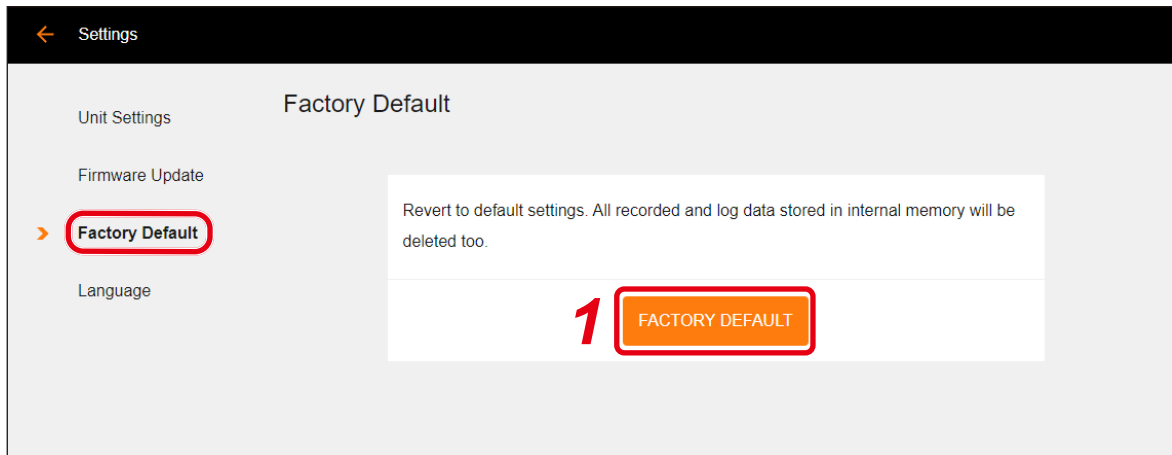 Settings
Unit Settings
Firmware Update
Factory Default
Language
Factory Default
Revert to default settings. All recorded and log data stored in internal memory will be
deleted too.
1
FACTORY DEFAULT